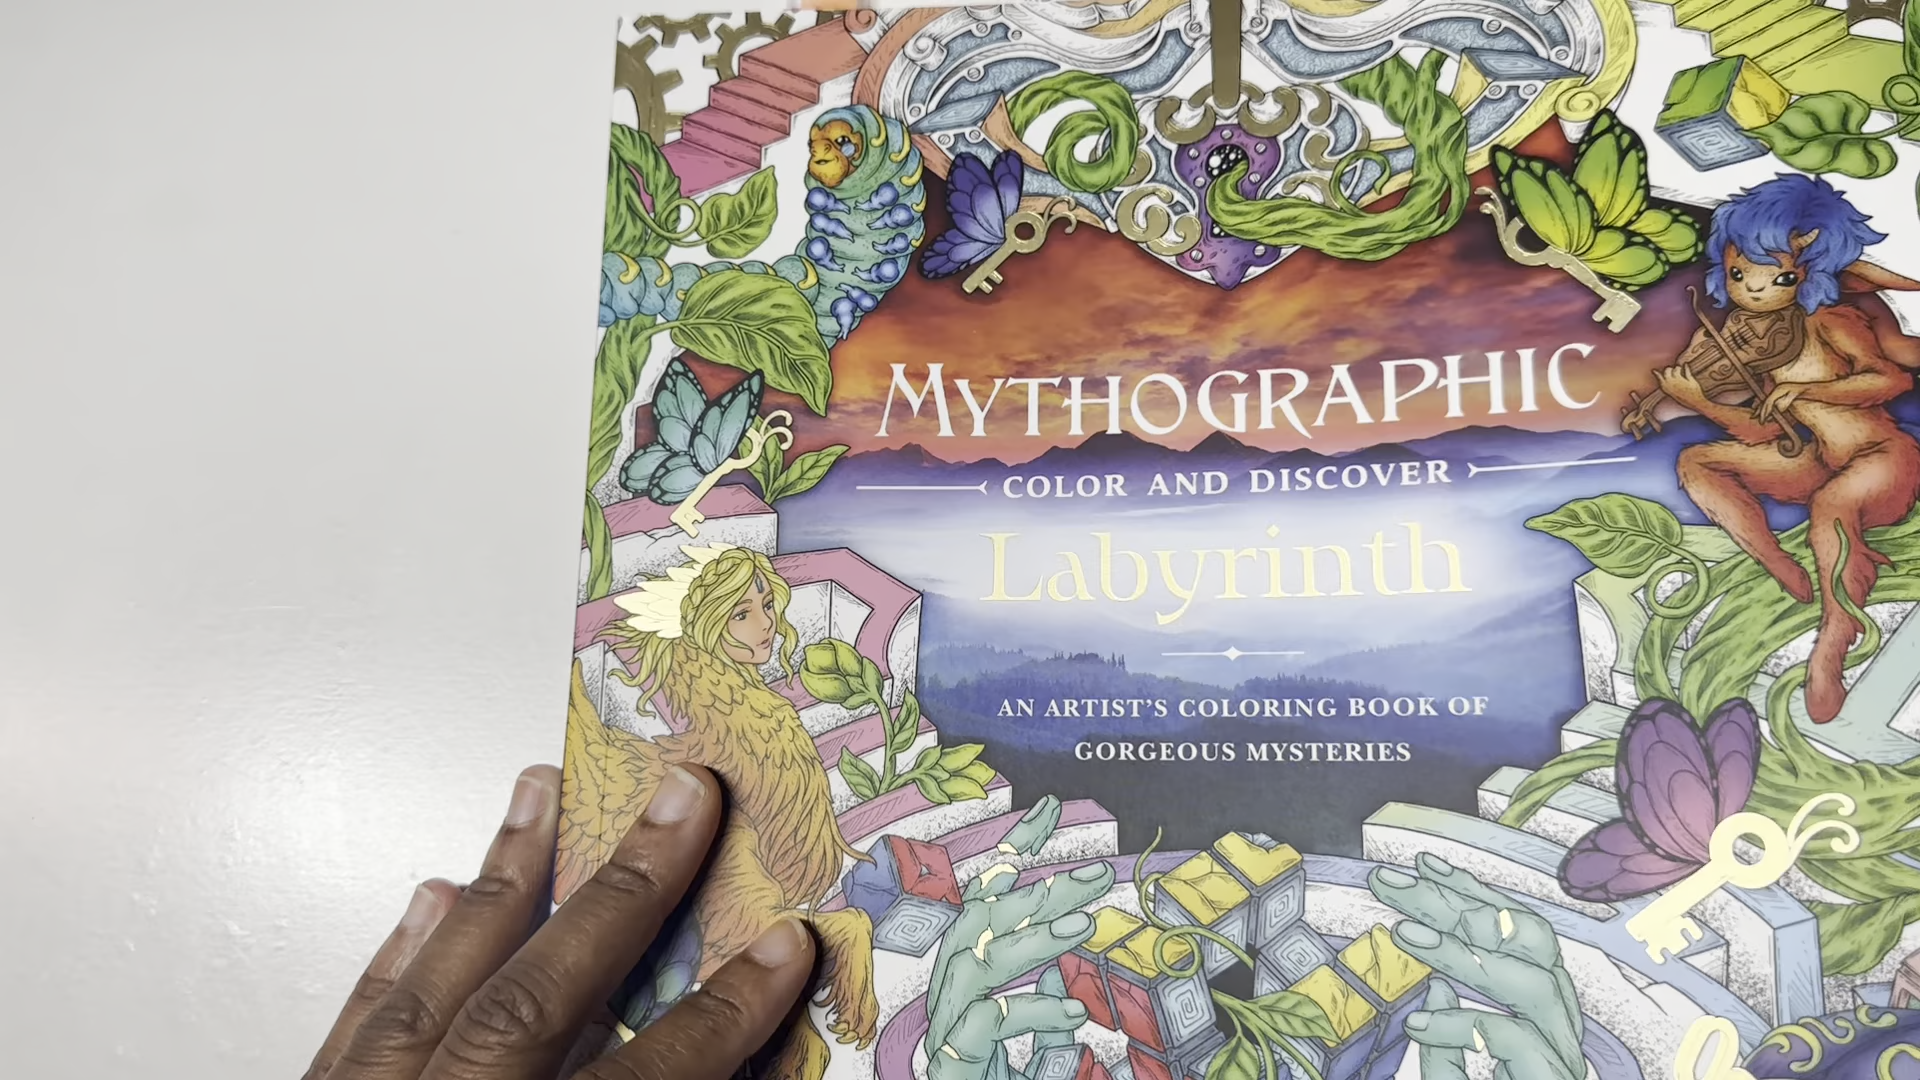 MYTHOGRAPHIC
COLOR AND DISCOVER
Labyrinth
AN ARTIST'S COLORING BOOK OF
GORGEOUS MYSTERIES